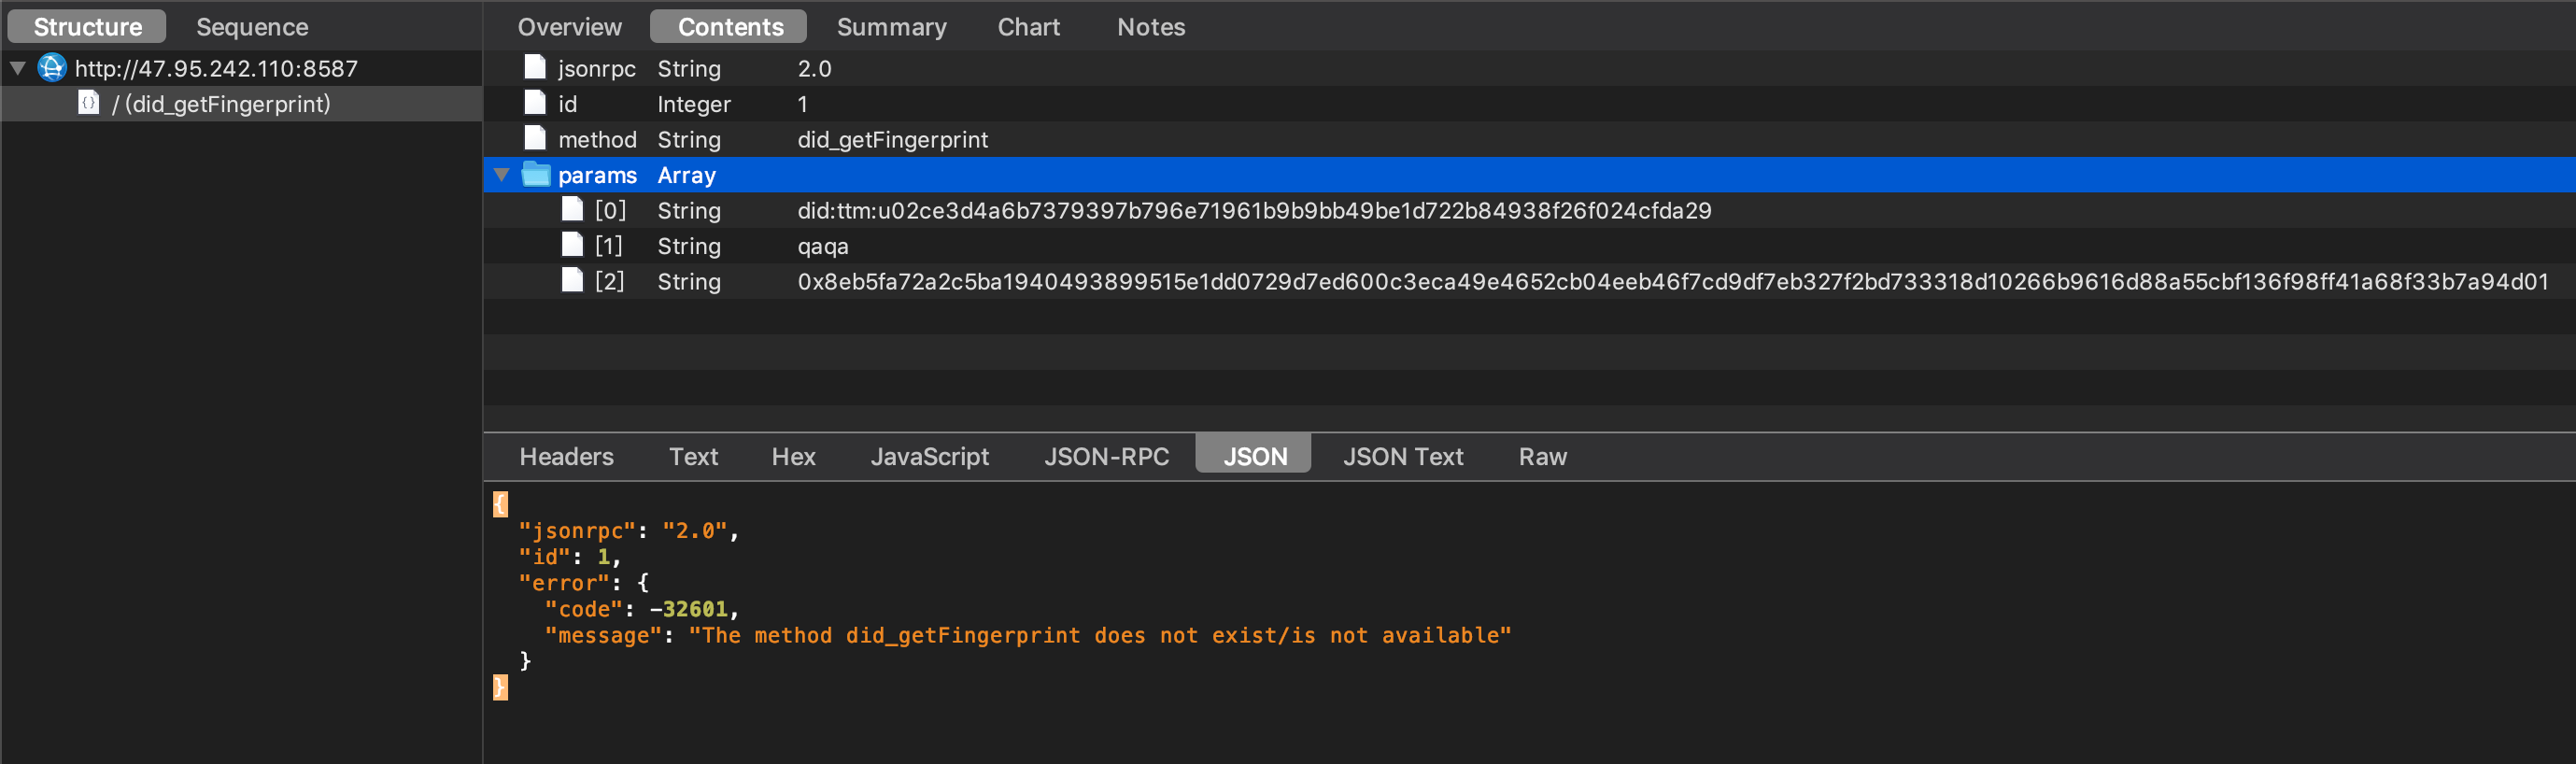 Structure Sequence
Overview Contents Summary Chart Notes
http://47.95.242.110:8587
/ (did_getFingerprint)
jsonrpc String 2.0
id Integer 1
method String did_getFingerprint
params Array
[0] String did:ttm:u02ce3d4a6b7379397b796e71961b9b9bb49be1d722b84938f26f024cfda29
[1] String qaqa
[2] String 0x8eb5fa72a2c5ba1940493899515e1dd0729d7ed600c3eca49e4652cb04eeb46f7cd9df7eb327f2bd733318d10266b9616d88a55cbf136f98ff41a68f33b7a94d01
Headers Text Hex JavaScript JSON-RPC JSON JSON Text Raw
{
"jsonrpc": "2.0",
"id": 1,
"error": {
"code": -32601,
"message": "The method did_getFingerprint does not exist/is not available"
}
}